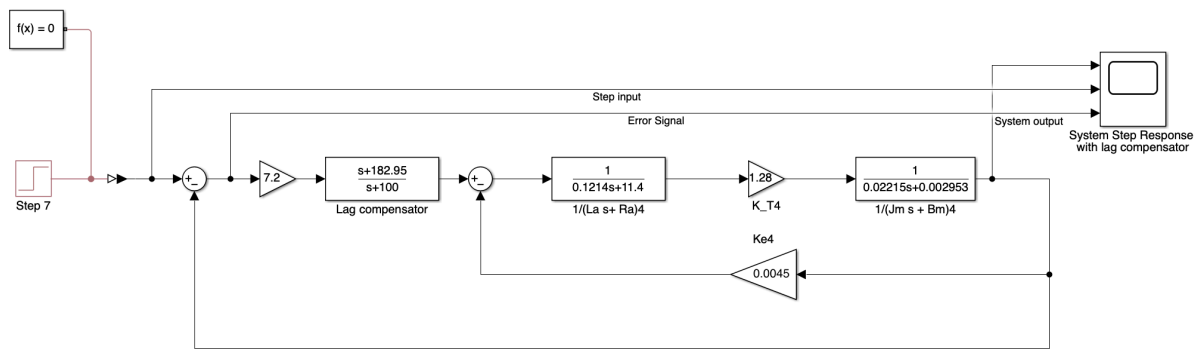 f(x) = 0
Step input
Error Signal
System output
System Step Response
with lag compensator
Step 7
+
−
7.2
s+182.95
s+100
Lag compensator
+
−
1
0.1214s+11.4
1/(La s+ Ra)4
1.28
K_T4
1
0.02215s+0.002953
1/(Jm s + Bm)4
Ke4
0.0045